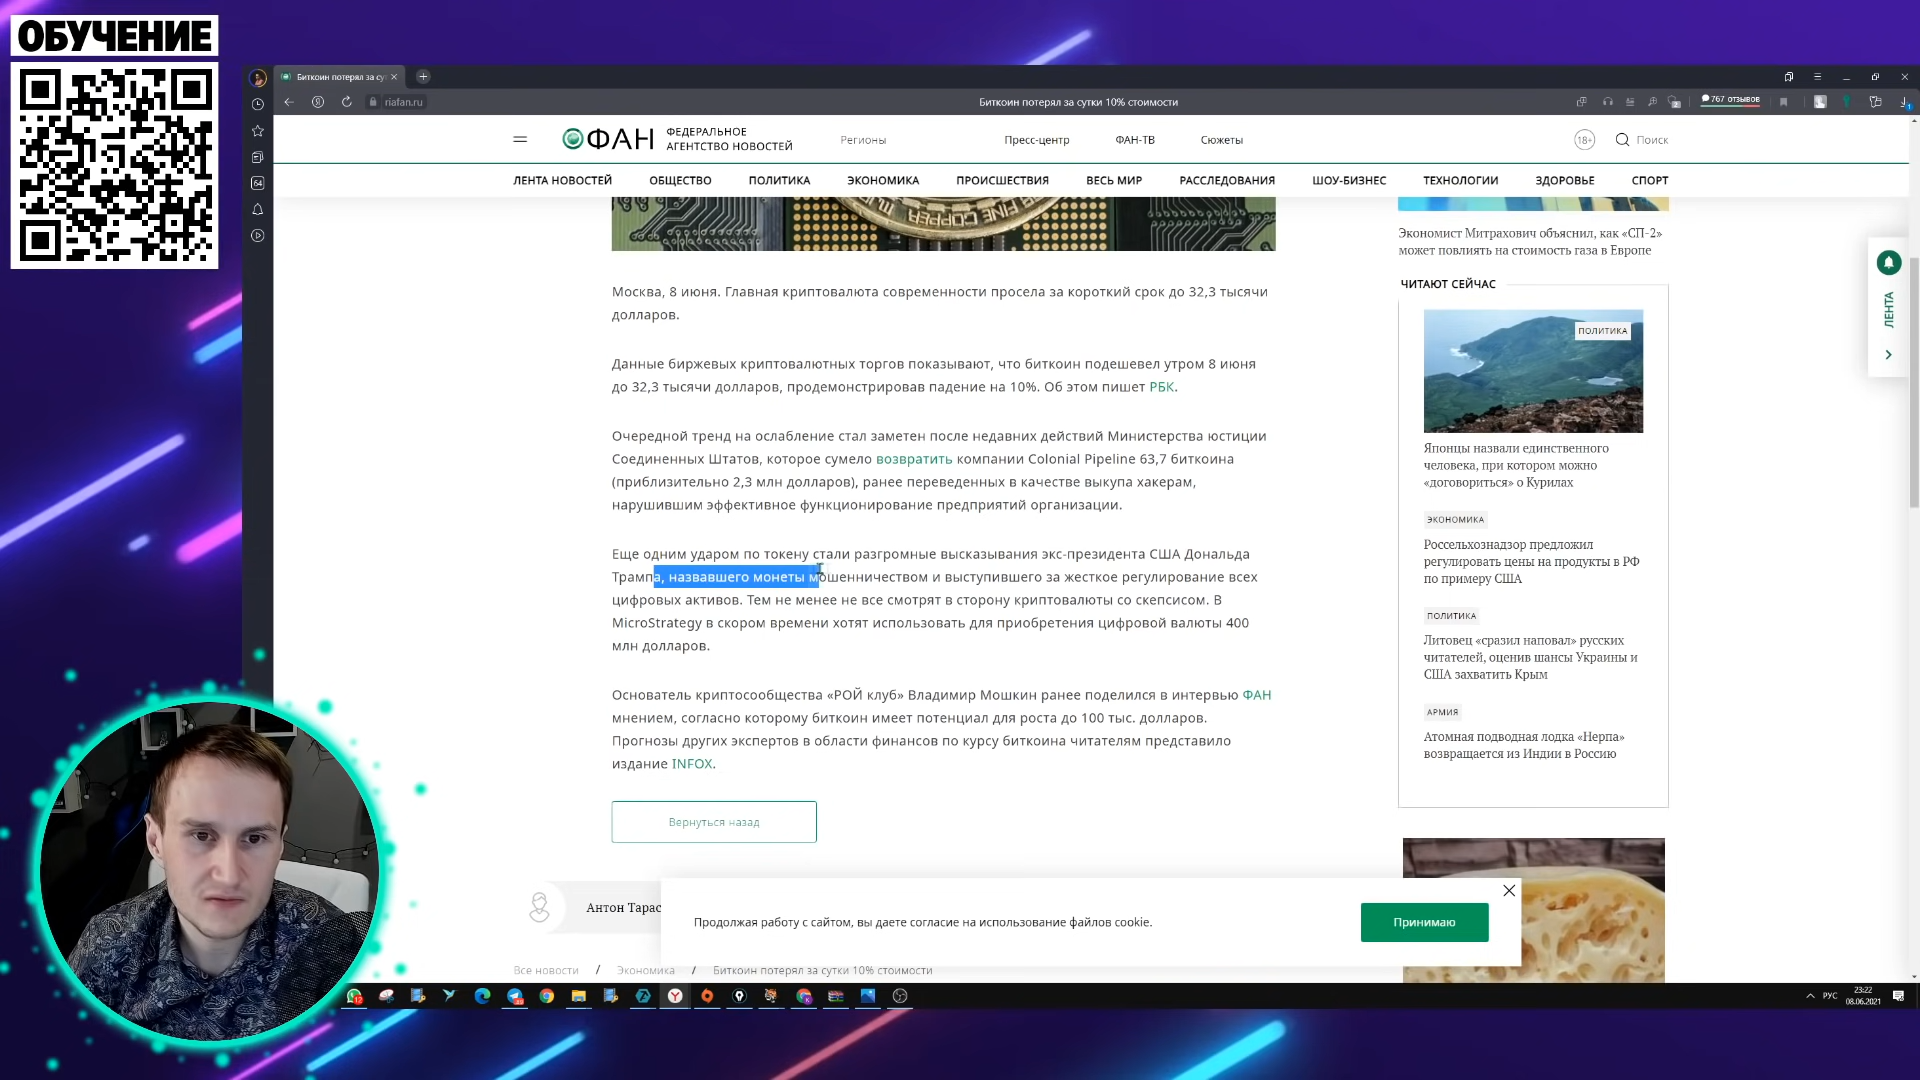 ОБУЧЕНИЕ
Биткоин потерял за су
riafan.ru
Биткоин потерял за сутки 10% стоимости
767 отзывов
64
ФАН
ФЕДЕРАЛЬНОЕ
АГЕНТСТВО НОВОСТЕЙ
Регионы
Пресс-центр
ФАН-ТВ
Сюжеты
18+
Поиск
ЛЕНТА НОВОСТЕЙ
ОБЩЕСТВО
ПОЛИТИКА
ЭКОНОМИКА
ПРОИСШЕСТВИЯ
ВЕСЬ МИР
РАССЛЕДОВАНИЯ
ШОУ-БИЗНЕС
ТЕХНОЛОГИИ
ЗДОРОВЬЕ
СПОРТ
FINE COPPER
Москва, 8 июня. Главная криптовалюта современности просела за короткий срок до 32,3 тысячи
долларов.
Данные биржевых криптовалютных торгов показывают, что биткоин подешевел утром 8 июня
до 32,3 тысячи долларов, продемонстрировав падение на 10%. Об этом пишет РБК.
Очередной тренд на ослабление стал заметен после недавних действий Министерства юстиции
Соединенных Штатов, которое сумело возвратить компании Colonial Pipeline 63,7 биткоина
(приблизительно 2,3 млн долларов), ранее переведенных в качестве выкупа хакерам,
нарушившим эффективное функционирование предприятий организации.
Еще одним ударом по токену стали разгромные высказывания экс-президента США Дональда
Трампа, назвавшего монеты мошенничеством и выступившего за жесткое регулирование всех
цифровых активов. Тем не менее не все смотрят в сторону криптовалюты со скепсисом. В
MicroStrategy в скором времени хотят использовать для приобретения цифровой валюты 400
млн долларов.
Основатель криптосообщества «РОЙ клуб» Владимир Мошкин ранее поделился в интервью ФАН
мнением, согласно которому биткоин имеет потенциал для роста до 100 тыс. долларов.
Прогнозы других экспертов в области финансов по курсу биткоина читателям представило
издание INFOX.
Вернуться назад
Антон Тарас
Продолжая работу с сайтом, вы даете согласие на использование файлов cookie.
Принимаю
Все новости / Экономика / Биткоин потерял за сутки 10% стоимости
Экономист Митрахович объяснил, как «СП-2»
может повлиять на стоимость газа в Европе
ЧИТАЮТ СЕЙЧАС
ПОЛИТИКА
Японцы назвали единственного
человека, при котором можно
«договориться» о Курилах
ЭКОНОМИКА
Россельхознадзор предложил
регулировать цены на продукты в РФ
по примеру США
ПОЛИТИКА
Литовец «сразил наповал» русских
читателей, оценив шансы Украины и
США захватить Крым
АРМИЯ
Атомная подводная лодка «Нерпа»
возвращается из Индии в Россию
ЛЕНТА
РУС
23:22
08.06.2021